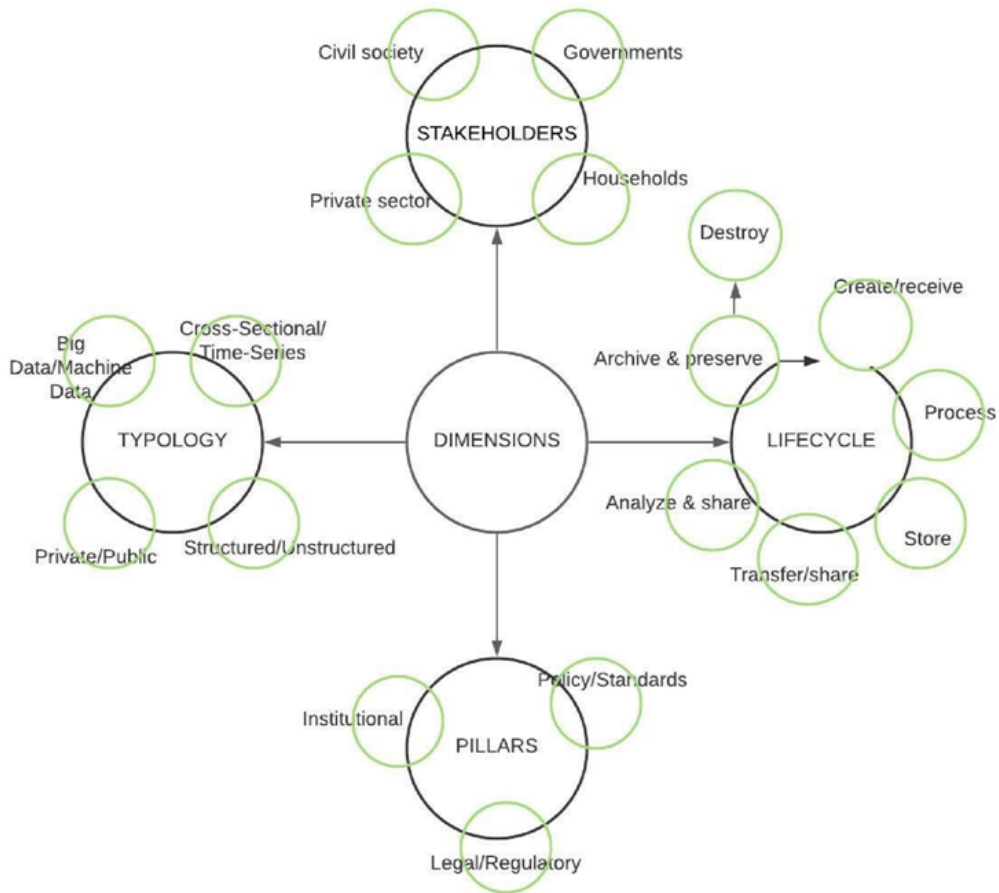 Civil society
Governments
STAKEHOLDERS
Private sector
Households
Destroy
Create/receive
Archive & preserve
Process
LIFECYCLE
Analyze & share
Store
Transfer/share
Big
Data/Machine
Data
Cross-Sectional/
Time-Series
TYPOLOGY
Private/Public
Structured/Unstructured
DIMENSIONS
Policy/Standards
Institutional
PILLARS
Legal/Regulatory